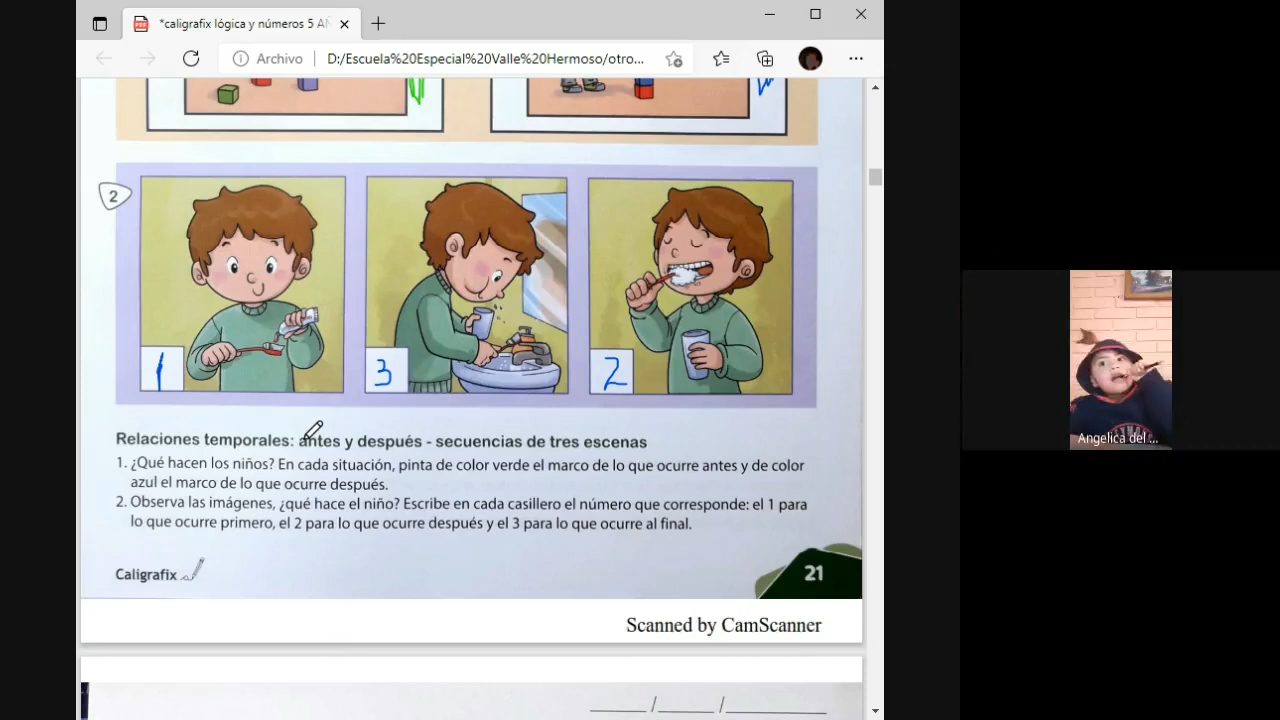 *caligrafix lógica y números 5 AÑ
Archivo
D:/Escuela%20Especial%20Valle%20Hermoso/otro...
2
1
3
2
Relaciones temporales: antes y después - secuencias de tres escenas
1. ¿Qué hacen los niños? En cada situación, pinta de color verde el marco de lo que ocurre antes y de color
azul el marco de lo que ocurre después.
2. Observa las imágenes, ¿qué hace el niño? Escribe en cada casillero el número que corresponde: el 1 para
lo que ocurre primero, el 2 para lo que ocurre después y el 3 para lo que ocurre al final.
Caligrafix
21
Scanned by CamScanner
/ /
Angelica del ...